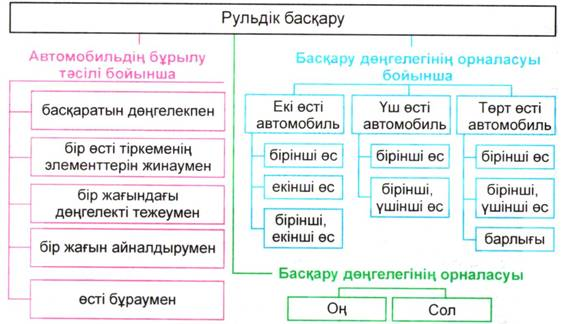 Рульдік басқару
Автомобильдің бұрылу
тәсілі бойынша
басқаратын дөңгелекпен
бір өсті тіркеменің
элементтерін жинаумен
бір жағындағы
дөңгелекті тежеумен
бір жағын айналдырумен
өсті бұраумен
Басқару дөңгелегінің орналасуы
бойынша
Екі өсті
автомобиль
бірінші өс
екінші өс
бірінші,
екінші өс
Үш өсті
автомобиль
бірінші өс
бірінші,
үшінші өс
Төрт өсті
автомобиль
бірінші өс
бірінші,
үшінші өс
барлығы
Басқару дөңгелегінің орналасуы
Оң
Сол